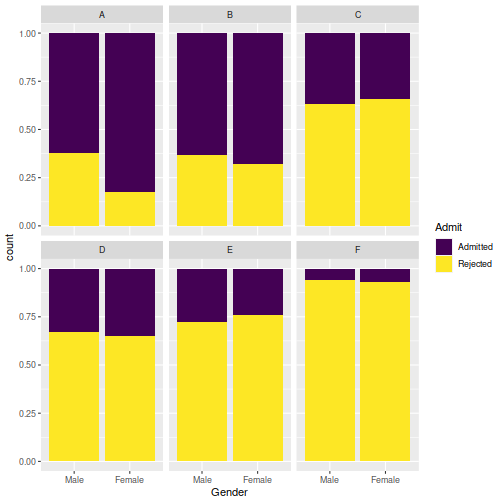 A B C
1.00
0.75
0.50
0.25
0.00
D E F
1.00
0.75
0.50
0.25
0.00
Male Female Male Female Male Female
Gender
count
Admit
Admitted
Rejected